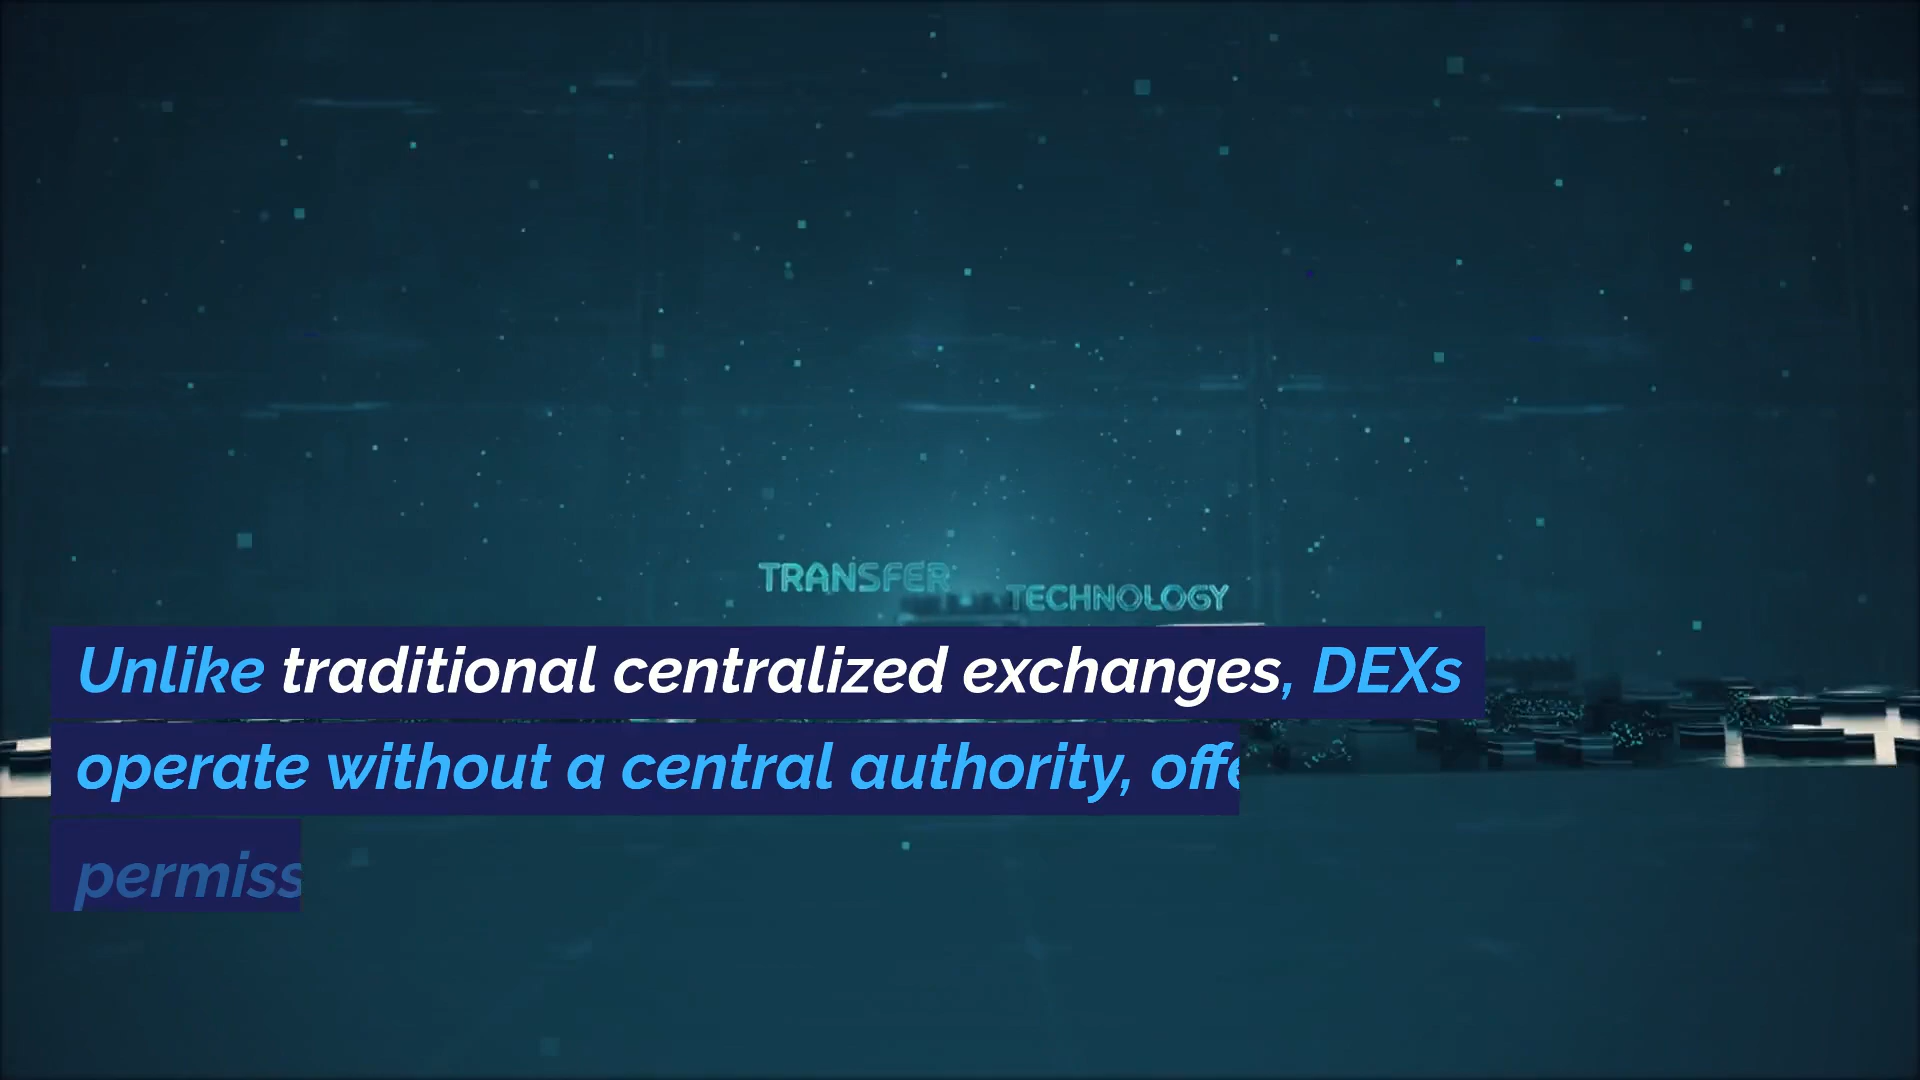 TRANSFER
TECHNOLOGY
Unlike traditional centralized exchanges, DEXs
operate without a central authority, offe
permiss